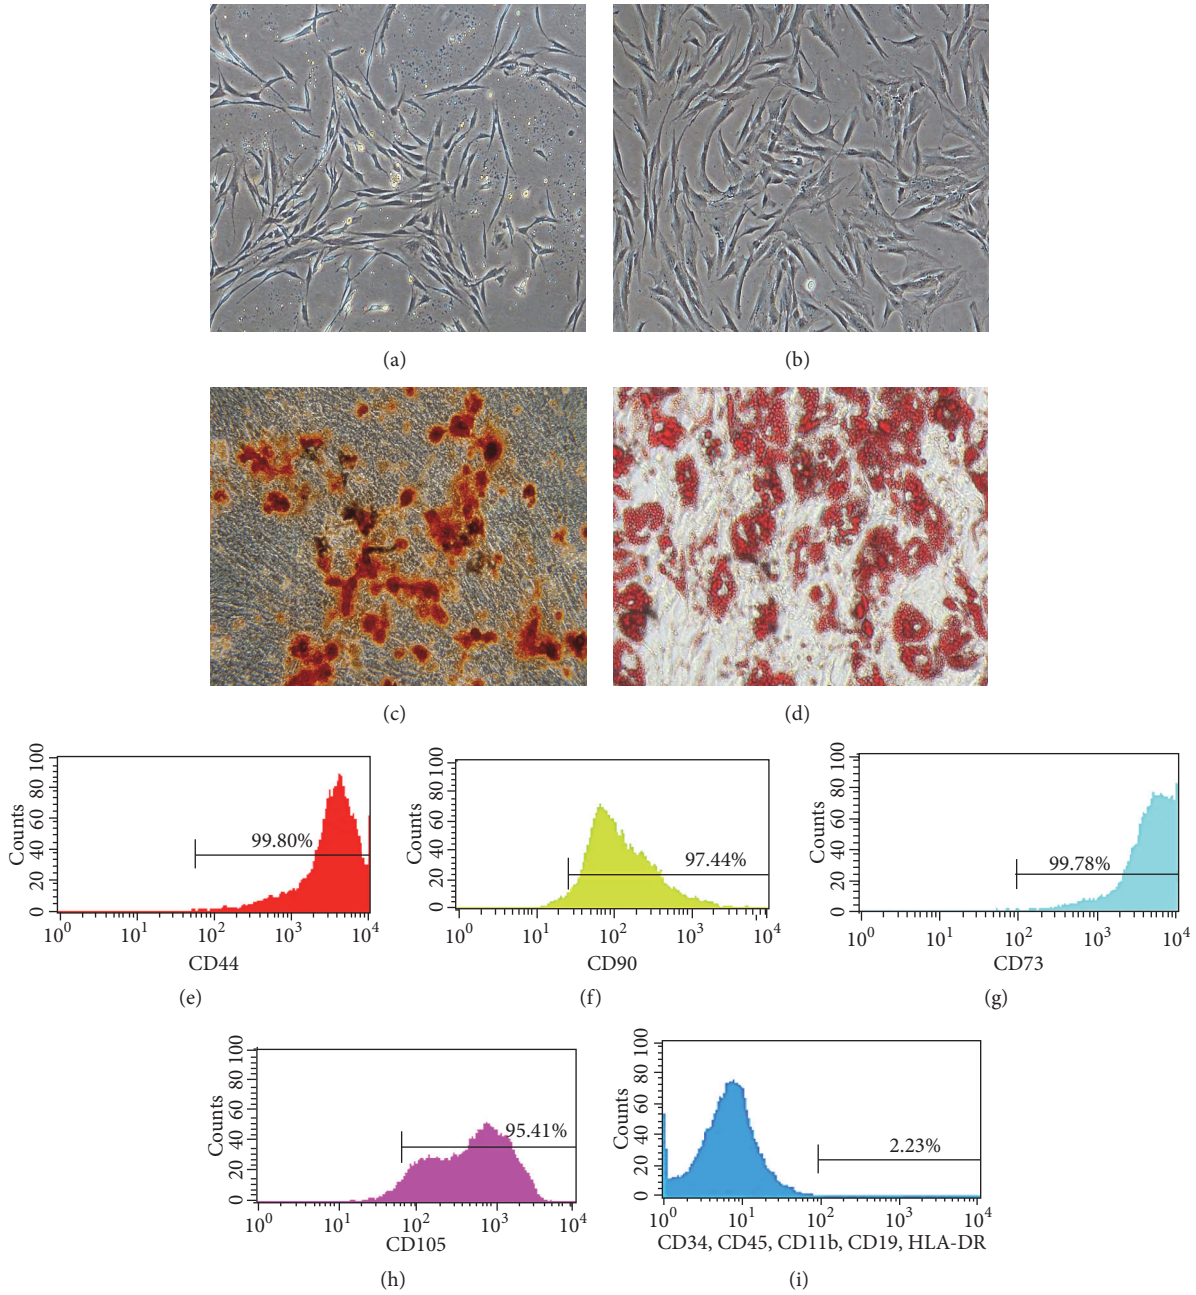 (a)
(b)
(c)
(d)
Counts
0 20 40 60 80 100
99.80%
10^0 10^1 10^2 10^3 10^4
CD44
(e)
Counts
0 20 40 60 80 100
97.44%
10^0 10^1 10^2 10^3 10^4
CD90
(f)
Counts
0 20 40 60 80 100
99.78%
10^0 10^1 10^2 10^3 10^4
CD73
(g)
Counts
0 20 40 60 80 100
95.41%
10^0 10^1 10^2 10^3 10^4
CD105
(h)
Counts
0 20 40 60 80 100
2.23%
10^0 10^1 10^2 10^3 10^4
CD34, CD45, CD11b, CD19, HLA-DR
(i)